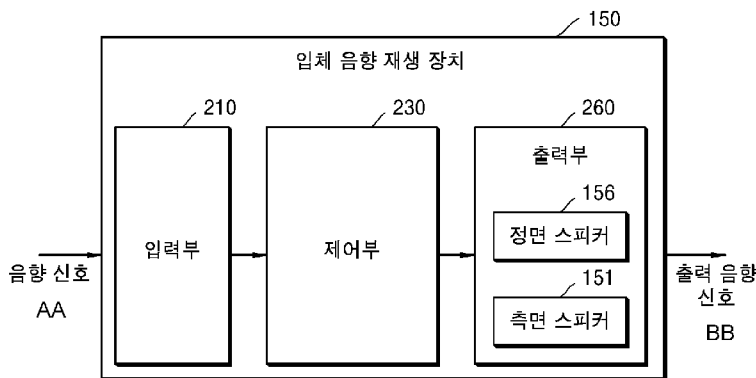 150
입체 음향 재생 장치
210
230
260
출력부
156
입력부
제어부
정면 스피커
151
측면 스피커
음향 신호
AA
출력 음향
신호
BB